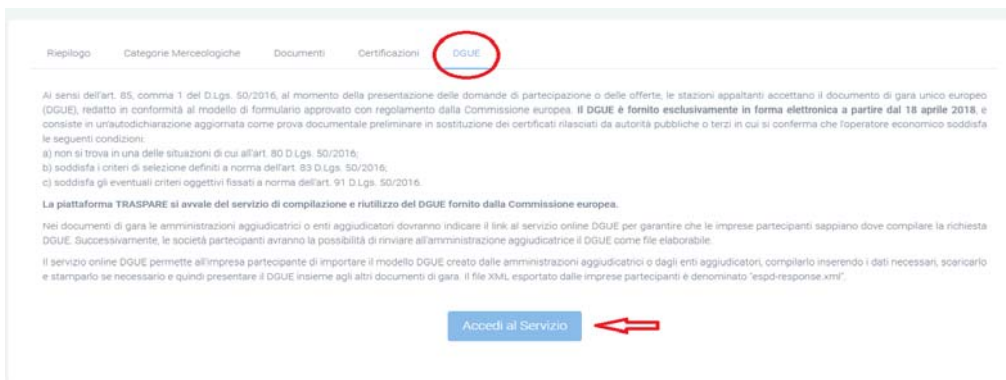 Riepilogo Categorie Merceologiche Documenti Certificazioni DGUE
Ai sensi dell'art. 85, comma 1 del D.Lgs. 50/2016, al momento della presentazione delle domande di partecipazione o delle offerte, le stazioni appaltanti accettano il documento di gara unico europeo
(DGUE), redatto in conformità al modello di formulario approvato con regolamento dalla Commissione europea. Il DGUE è fornito esclusivamente in forma elettronica a partire dal 18 aprile 2018, e
consiste in un'autodichiarazione aggiornata come prova documentale preliminare in sostituzione dei certificati rilasciati da autorità pubbliche o terzi in cui si conferma che l'operatore economico soddisfa
le seguenti condizioni:
a) non si trova in una delle situazioni di cui all'art. 80 D.Lgs. 50/2016;
b) soddisfa i criteri di selezione definiti a norma dell'art. 83 D.Lgs. 50/2016;
c) soddisfa gli eventuali criteri oggettivi fissati a norma dell'art. 91 D.Lgs. 50/2016.
La piattaforma TRASPARE si avvale del servizio di compilazione e riutilizzo del DGUE fornito dalla Commissione europea.
Nei documenti di gara le amministrazioni aggiudicatrici o enti aggiudicatori dovranno indicare il link al servizio online DGUE per garantire che le imprese partecipanti sappiano dove compilare la richiesta
DGUE. Successivamente, le società partecipanti avranno la possibilità di rinviare all'amministrazione aggiudicatrice il DGUE come file elaborabile.
Il servizio online DGUE permette all'impresa partecipante di importare il modello DGUE creato dalle amministrazioni aggiudicatrici o dagli enti aggiudicatori, compilarlo inserendo i dati necessari, scaricarlo
e stamparlo se necessario e quindi presentare il DGUE insieme agli altri documenti di gara. Il file XML esportato dalle imprese partecipanti è denominato "espd-response.xml".
Accedi al Servizio